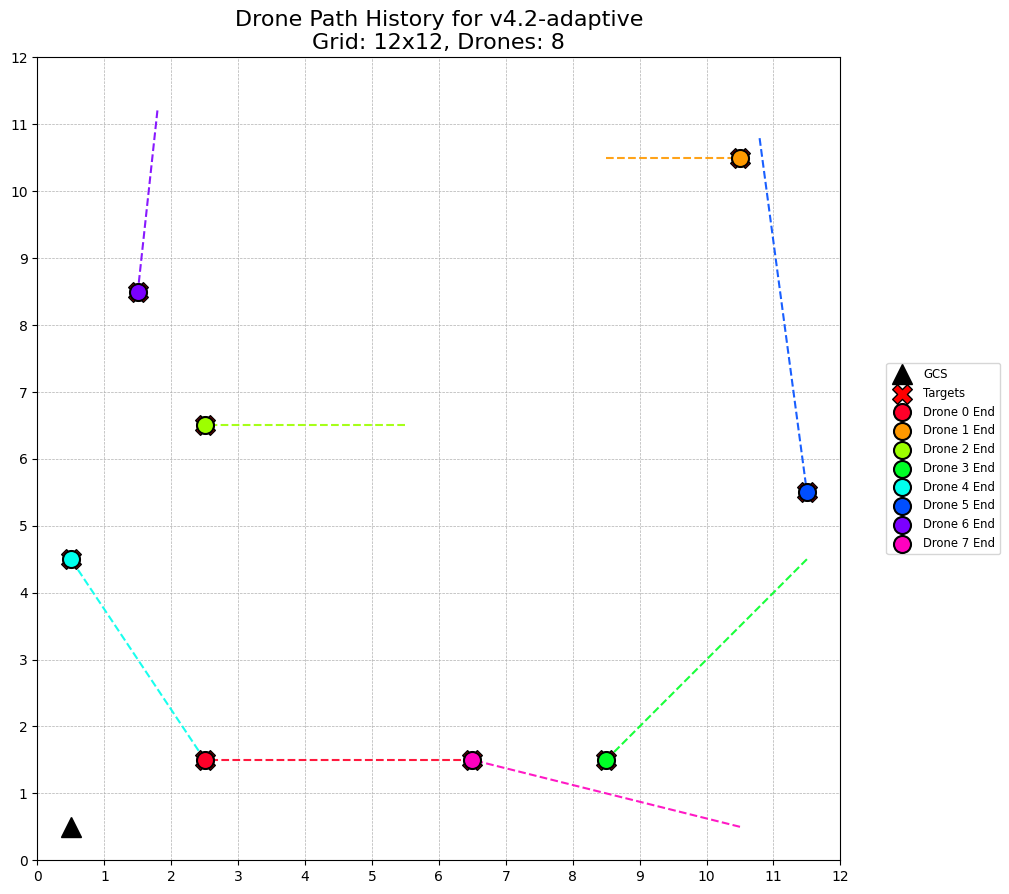 Drone Path History for v4.2-adaptive
Grid: 12x12, Drones: 8
12
11
10
9
8
7
6
5
4
3
2
1
0
0 1 2 3 4 5 6 7 8 9 10 11 12
GCS
Targets
Drone 0 End
Drone 1 End
Drone 2 End
Drone 3 End
Drone 4 End
Drone 5 End
Drone 6 End
Drone 7 End